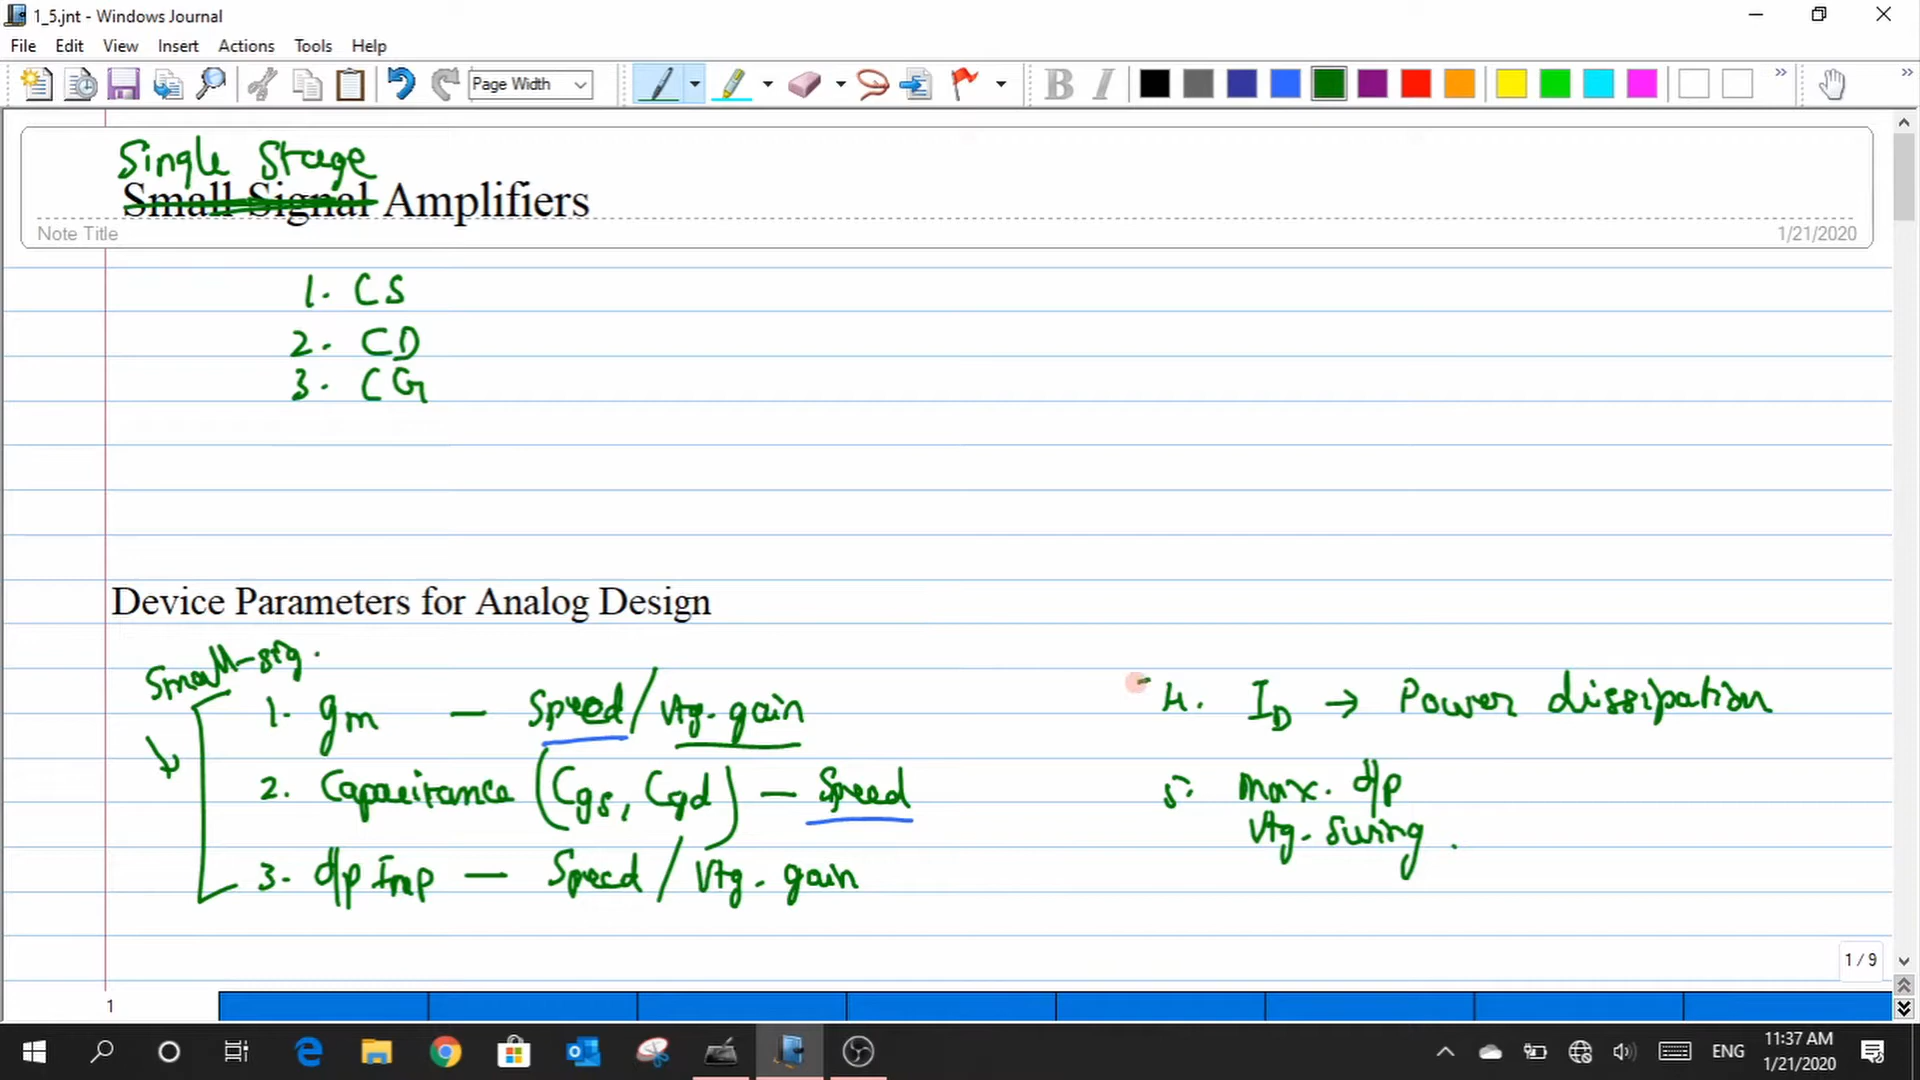 1_5.jnt - Windows Journal
File Edit View Insert Actions Tools Help
Page Width
B I
Single Stage
Small Signal Amplifiers
Note Title
1/21/2020
1. CS
2. CD
3. CG
Device Parameters for Analog Design
Small-sig.
1. gm — Speed / Vtg. gain
2. Capacitance (Cgs, Cgd) — Speed
3. o/p Imp — Speed / Vtg. gain
4. ID → Power dissipation
5. max. o/p
Vtg. swing.
1 / 9
1
ENG
11:37 AM
1/21/2020